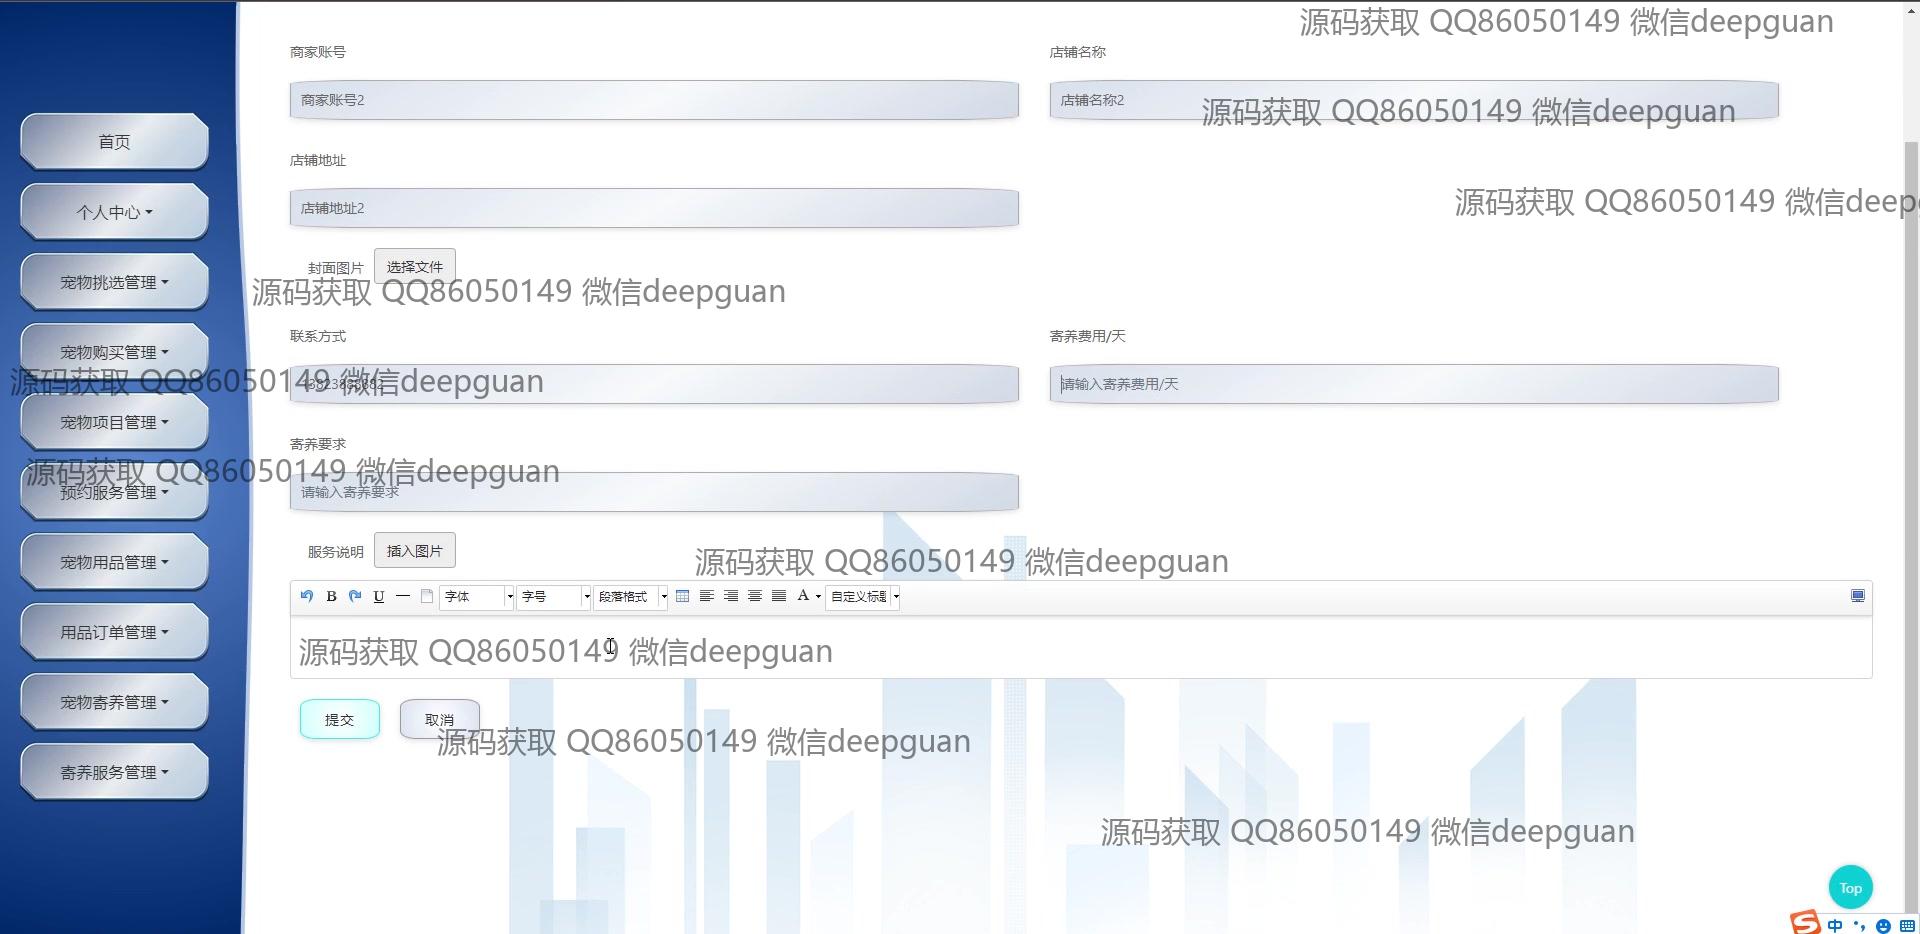 源码获取 QQ86050149 微信deepguan
商家账号
店铺名称
商家账号2
店铺名称2
源码获取 QQ86050149 微信deepguan
首页
店铺地址
个人中心
店铺地址2
源码获取 QQ86050149 微信deep
封面图片 选择文件
宠物挑选管理
源码获取 QQ86050149 微信deepguan
联系方式
寄养费用/天
宠物购买管理
源码获取 QQ86050149 微信deepguan
请输入寄养费用/天
宠物项目管理
寄养要求
源码获取 QQ86050149 微信deepguan
预约服务管理
请输入寄养要求
服务说明 插入图片
宠物用品管理
源码获取 QQ86050149 微信deepguan
B U 字体 字号 段落格式 A 自定义标题
用品订单管理
源码获取 QQ86050149 微信deepguan
宠物寄养管理
提交 取消
源码获取 QQ86050149 微信deepguan
寄养服务管理
源码获取 QQ86050149 微信deepguan
Top
S 中